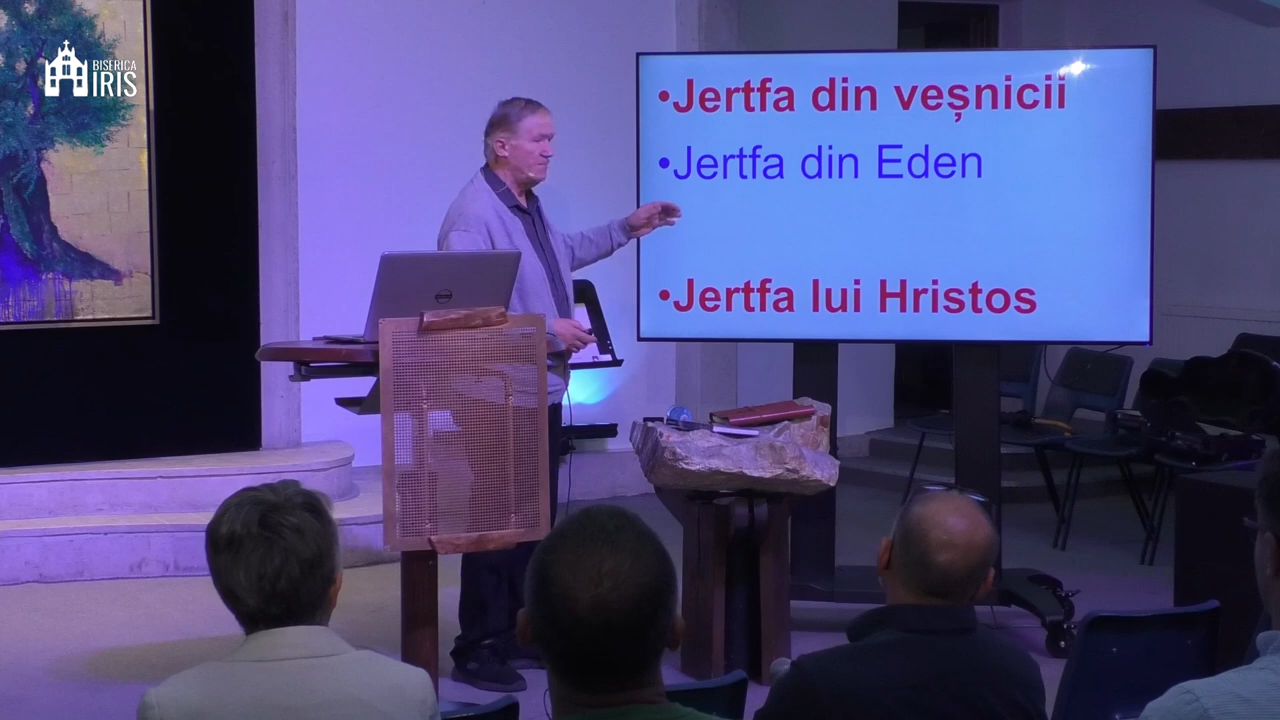 BISERICA
IRIS
•Jertfa din veșnicii
•Jertfa din Eden
•Jertfa lui Hristos